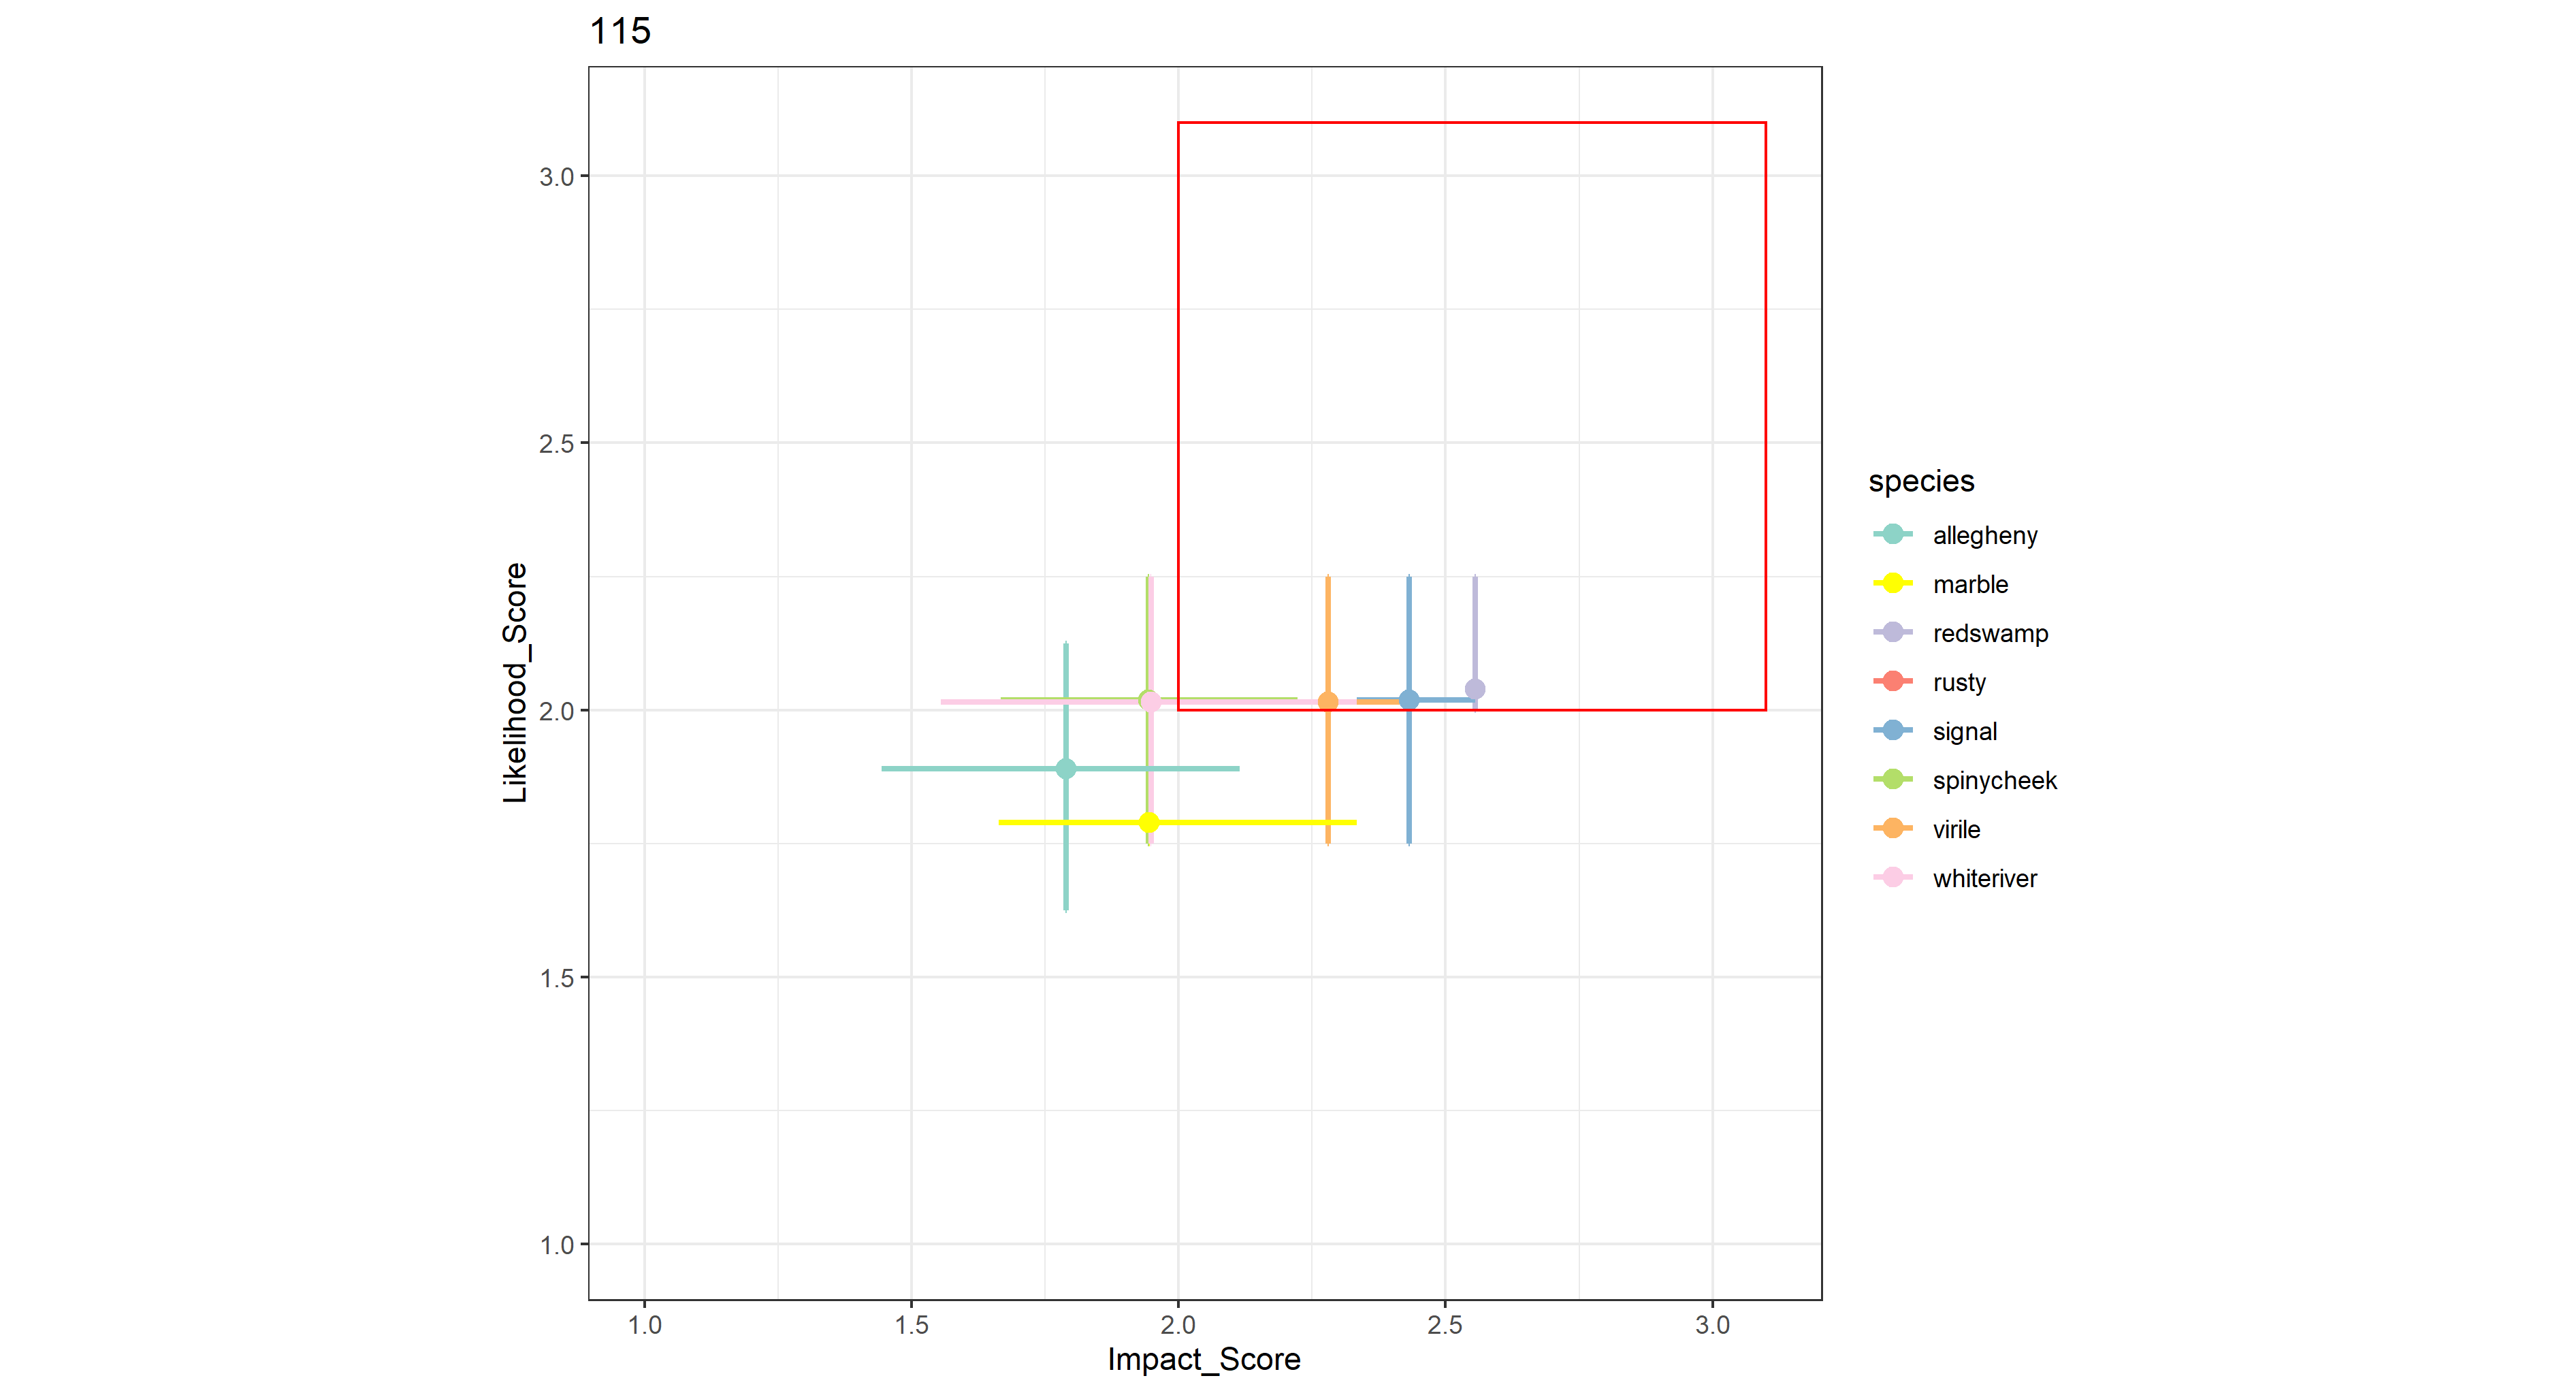 115
3.0
2.5
2.0
1.5
1.0
Likelihood_Score
1.0 1.5 2.0 2.5 3.0
Impact_Score
species
allegheny
marble
redswamp
rusty
signal
spinycheek
virile
whiteriver